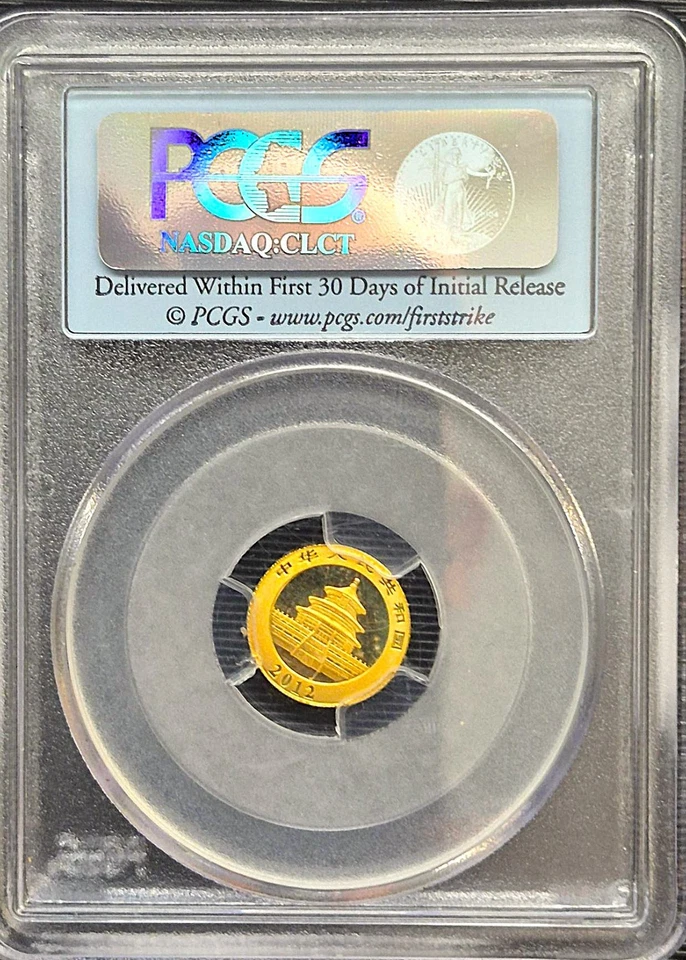 PCGS®
NASDAQ:CLCT
Delivered Within First 30 Days of Initial Release
© PCGS - www.pcgs.com/firststrike
中华人民共和国
2012